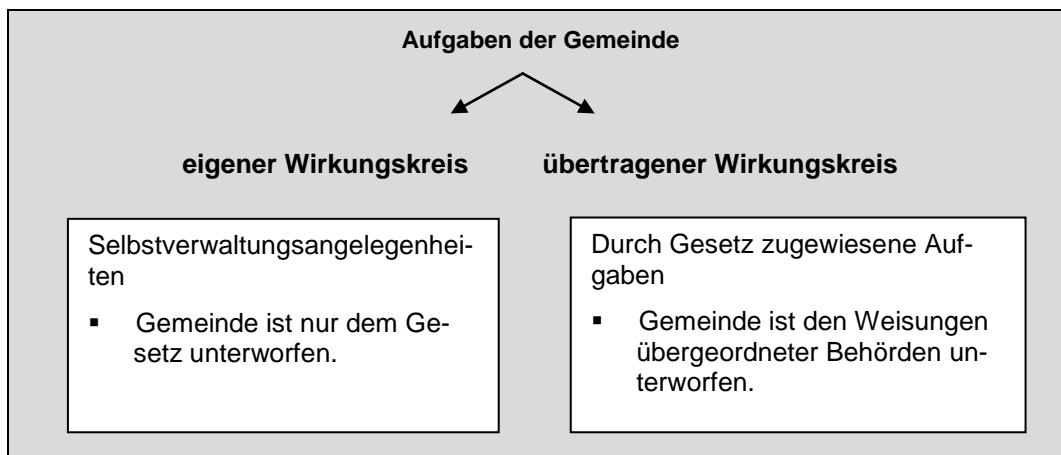 Aufgaben der Gemeinde
eigener Wirkungskreis
übertragener Wirkungskreis
Selbstverwaltungsangelegenhei-
ten
▪ Gemeinde ist nur dem Ge-
setz unterworfen.
Durch Gesetz zugewiesene Auf-
gaben
▪ Gemeinde ist den Weisungen
übergeordneter Behörden un-
terworfen.